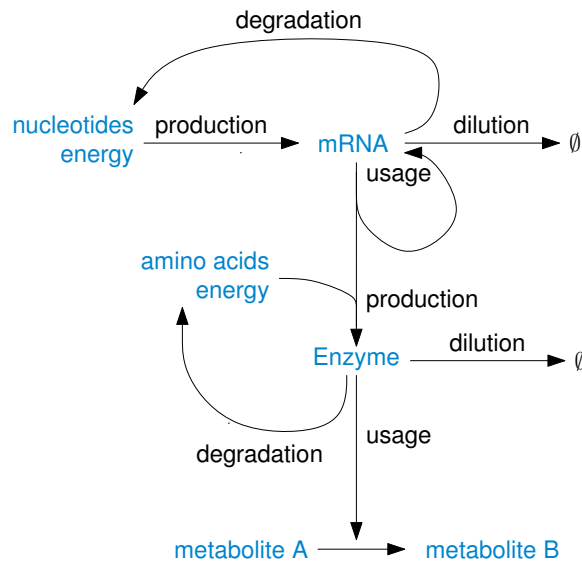 degradation
nucleotides
energy
production
mRNA
dilution
∅
usage
amino acids
energy
production
Enzyme
dilution
∅
degradation
usage
metabolite A
metabolite B